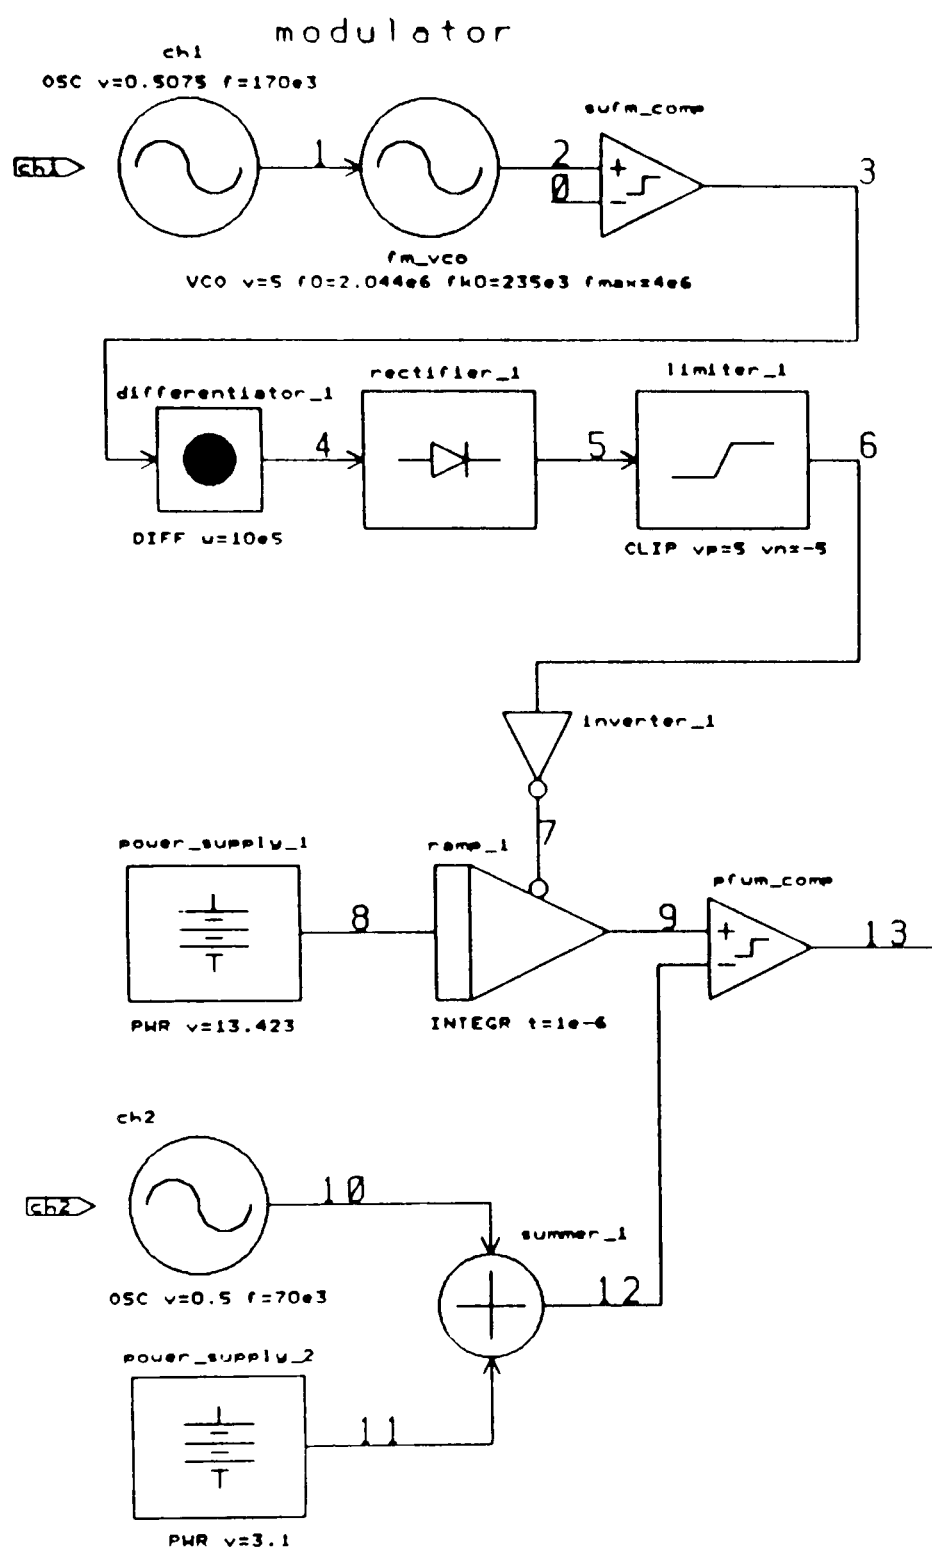 modulator
ch1
OSC v=0.5075 f=170e3
swfm_comp
ch1
1
2
0
3
fm_vco
VCO v=5 f0=2.044e6 fk0=235e3 fmax=4e6
differentiator_1
rectifier_1
limiter_1
4
5
6
DIFF w=10e5
CLIP vp=5 vn=-5
inverter_1
7
power_supply_1
ramp_1
pfwm_comp
8
9
13
PWR v=13.423
INTEGR t=1e-6
ch2
ch2
10
summer_1
OSC v=0.5 f=70e3
12
power_supply_2
11
PWR v=3.1